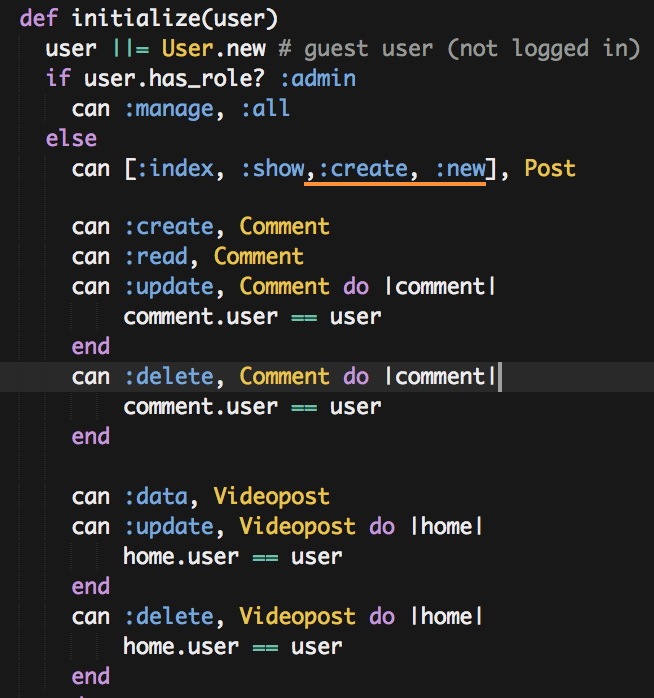 def initialize(user)
  user ||= User.new # guest user (not logged in)
  if user.has_role? :admin
    can :manage, :all
  else
    can [:index, :show,:create, :new], Post

    can :create, Comment
    can :read, Comment
    can :update, Comment do |comment|
        comment.user == user
    end
    can :delete, Comment do |comment|
        comment.user == user
    end

    can :data, Videopost
    can :update, Videopost do |home|
        home.user == user
    end
    can :delete, Videopost do |home|
        home.user == user
    end